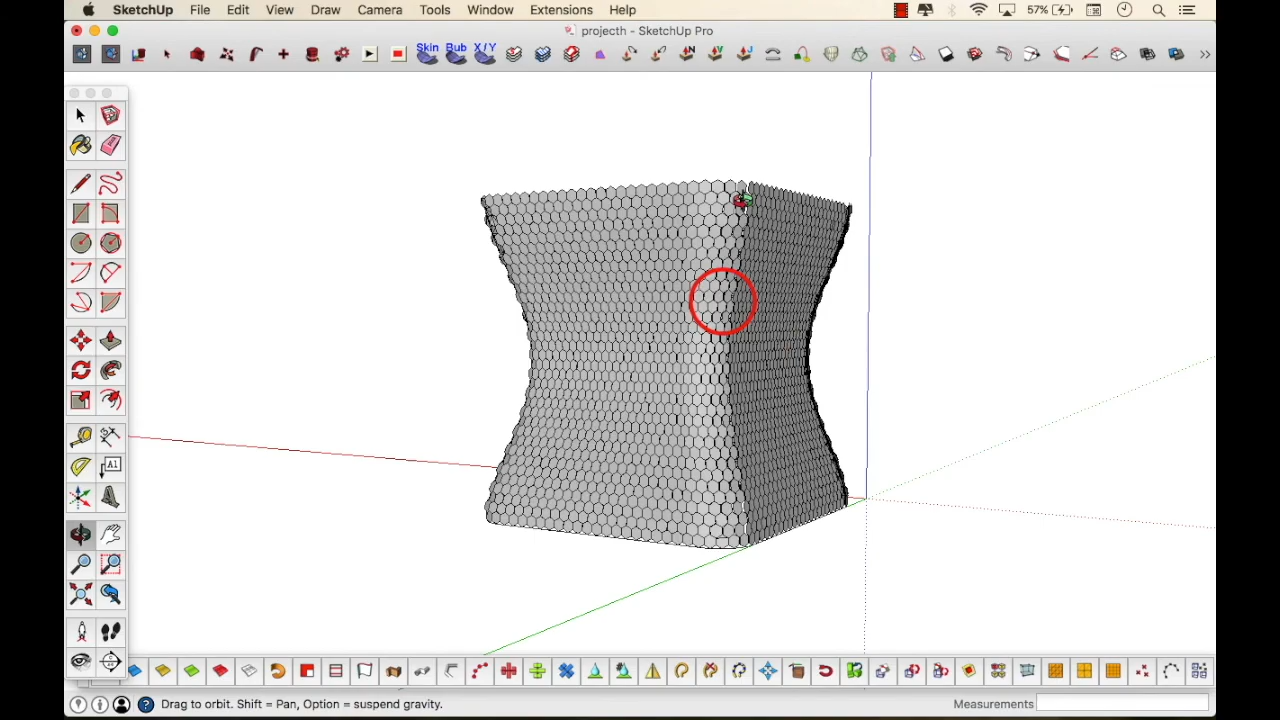 SketchUp File Edit View Draw Camera Tools Window Extensions Help 57%
projecth - SketchUp Pro
Skin Bub X/Y N V J
A1
Drag to orbit. Shift = Pan, Option = suspend gravity. Measurements